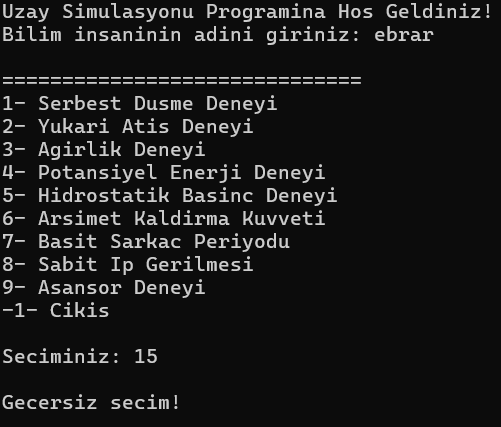 Uzay Simulasyonu Programina Hos Geldiniz!
Bilim insaninin adini giriniz: ebrar
==============================
1- Serbest Dusme Deneyi
2- Yukari Atis Deneyi
3- Agirlik Deneyi
4- Potansiyel Enerji Deneyi
5- Hidrostatik Basinc Deneyi
6- Arsimet Kaldirma Kuvveti
7- Basit Sarkac Periyodu
8- Sabit Ip Gerilmesi
9- Asansor Deneyi
-1- Cikis
Seciminiz: 15
Gecersiz secim!